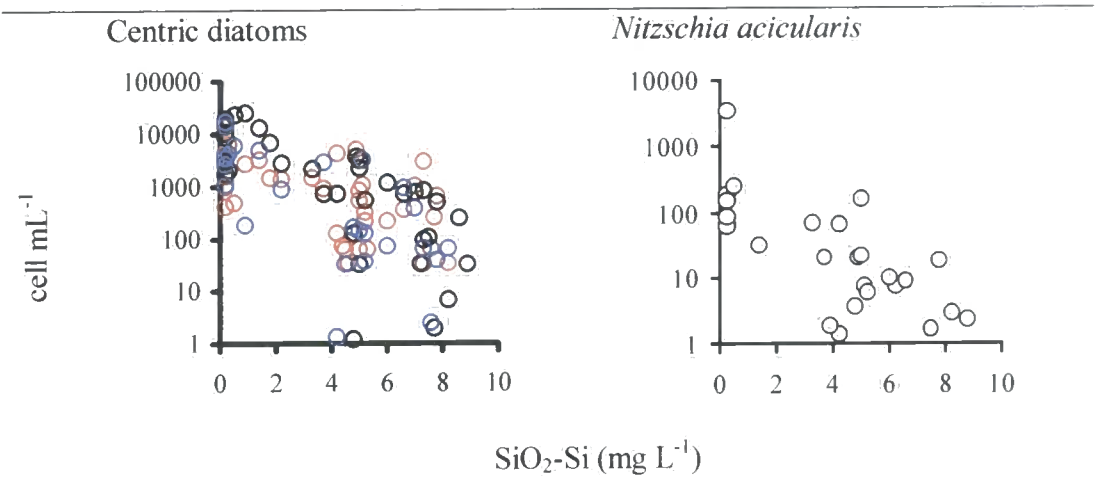 Centric diatoms
Nitzschia acicularis
cell mL⁻¹
100000
10000
1000
100
10
1
0 2 4 6 8 10
10000
1000
100
10
1
0 2 4 6 8 10
SiO₂-Si (mg L⁻¹)